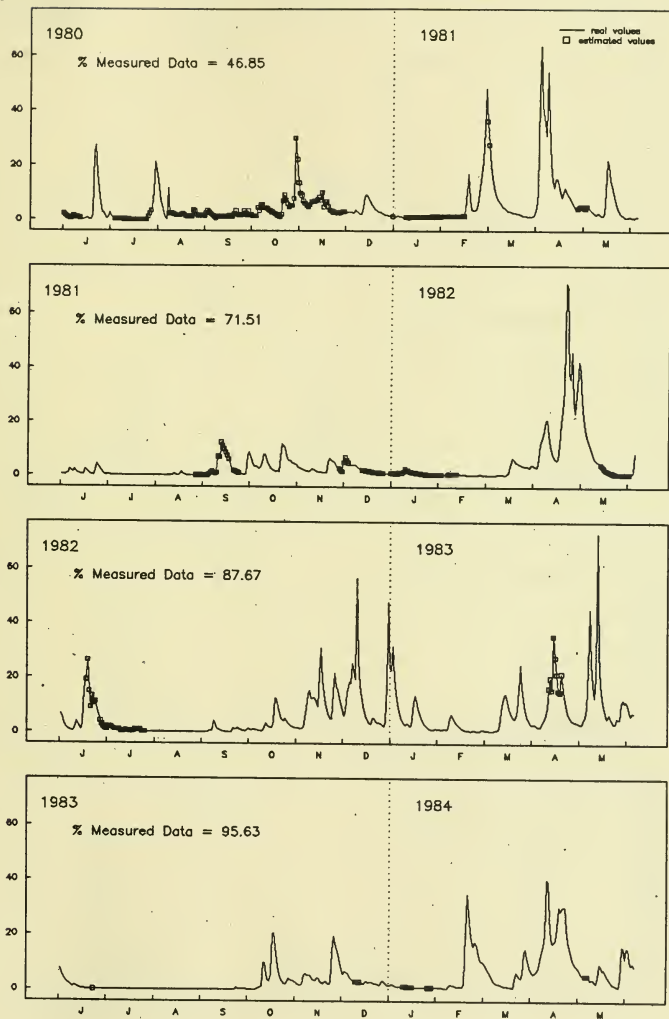 1980
1981
real values
estimated values
% Measured Data = 46.85
60
40
20
0
J J A S O N D J F M A M
1981
1982
% Measured Data = 71.51
60
40
20
0
J J A S O N D J F M A M
1982
1983
% Measured Data = 87.67
60
40
20
0
J J A S O N D J F M A M
1983
1984
% Measured Data = 95.63
60
40
20
0
J J A S O N D J F M A M